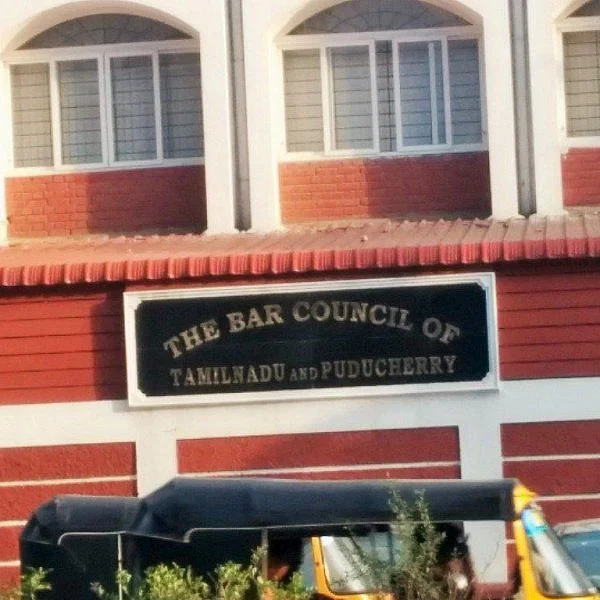 THE BAR COUNCIL OF
TAMILNADU AND PUDUCHERRY